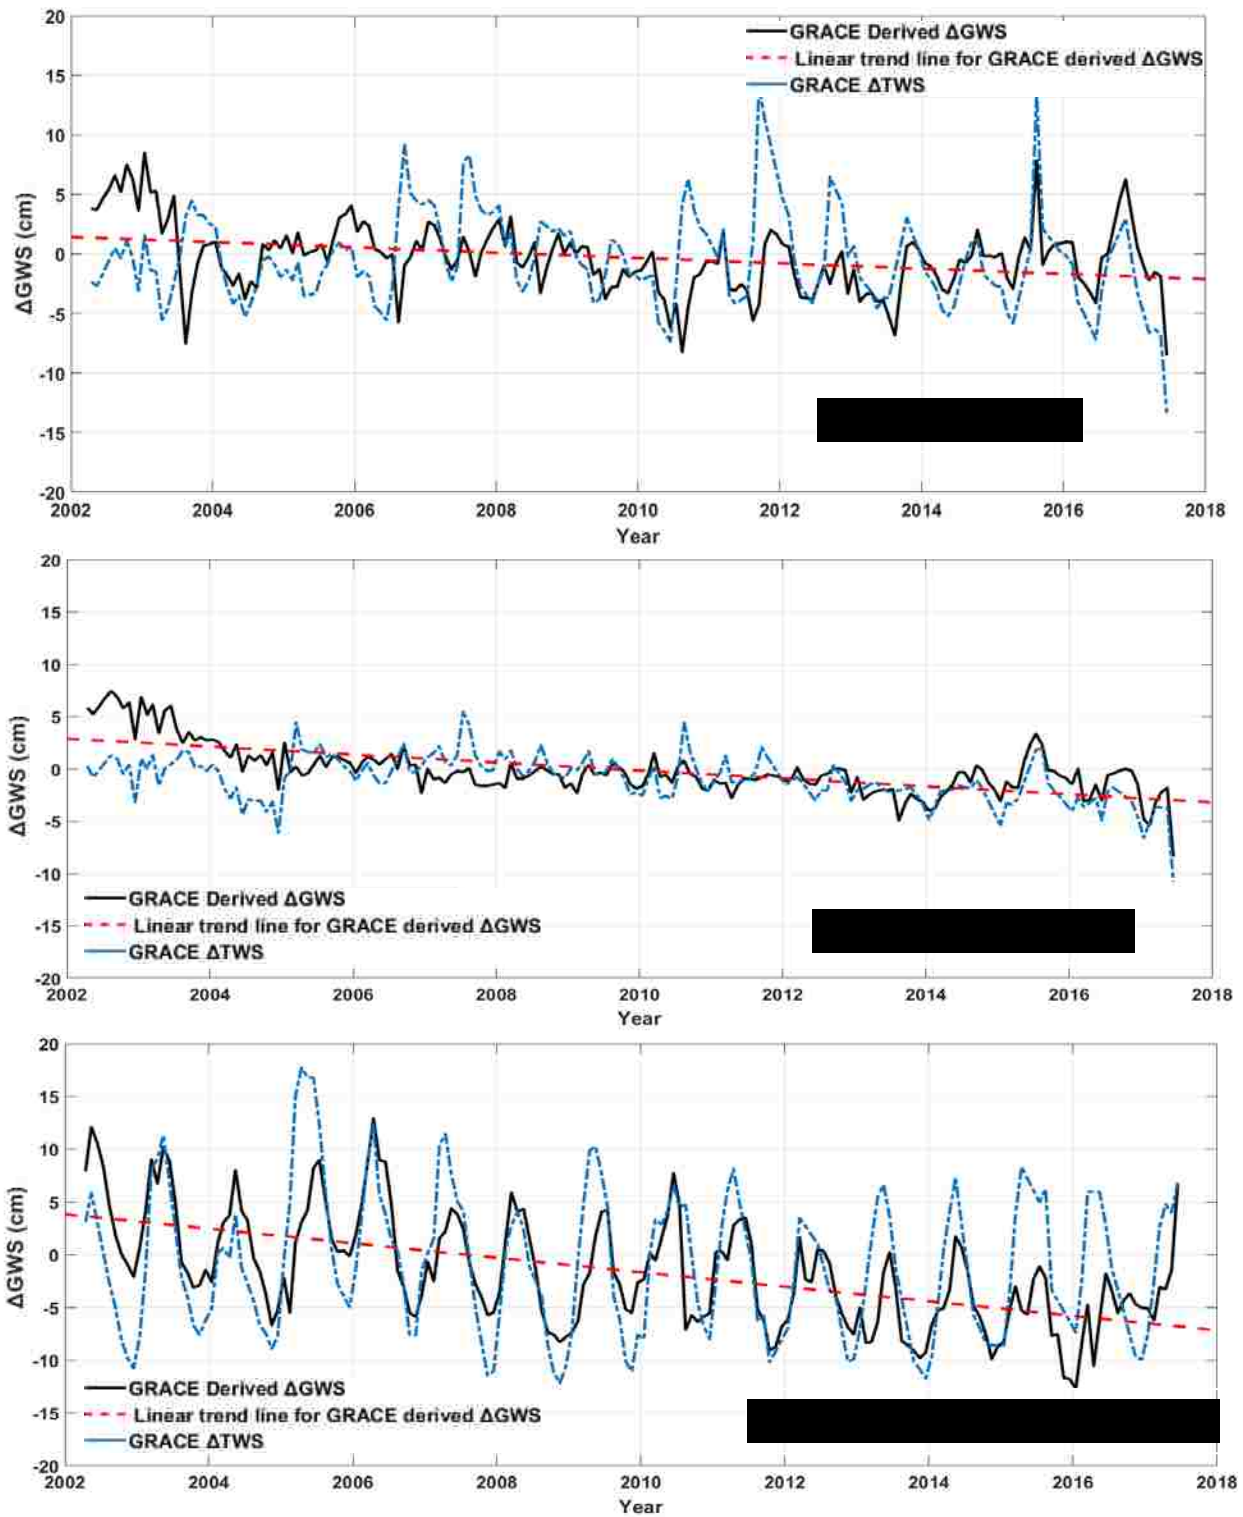 20
GRACE Derived ΔGWS
Linear trend line for GRACE derived ΔGWS
GRACE ΔTWS
15
10
5
0
-5
-10
-15
-20
ΔGWS (cm)
2002 2004 2006 2008 2010 2012 2014 2016 2018
Year
20
15
10
5
0
-5
-10
-15
-20
ΔGWS (cm)
GRACE Derived ΔGWS
Linear trend line for GRACE derived ΔGWS
GRACE ΔTWS
2002 2004 2006 2008 2010 2012 2014 2016 2018
Year
20
15
10
5
0
-5
-10
-15
-20
ΔGWS (cm)
GRACE Derived ΔGWS
Linear trend line for GRACE derived ΔGWS
GRACE ΔTWS
2002 2004 2006 2008 2010 2012 2014 2016 2018
Year